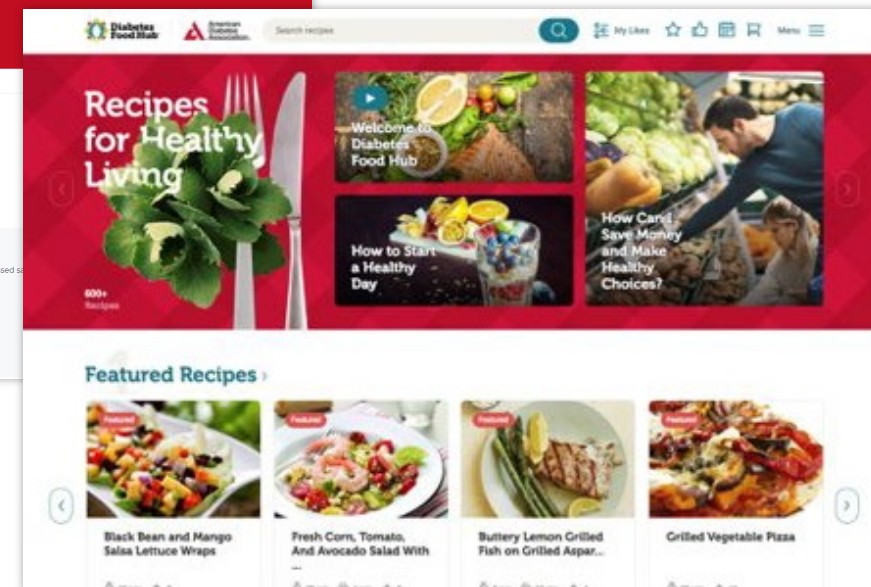 Diabetes
Food Hub
American
Diabetes
Association.
Search recipes
My Likes
Menu
Recipes
for Healthy
Living
600+
Recipes
Welcome to
Diabetes
Food Hub
How to Start
a Healthy
Day
How Can I
Save Money
and Make
Healthy
Choices?
Featured Recipes ›
Featured
Featured
Featured
Featured
Black Bean and Mango
Salsa Lettuce Wraps
Fresh Corn, Tomato,
And Avocado Salad With
...
Buttery Lemon Grilled
Fish on Grilled Aspar...
Grilled Vegetable Pizza